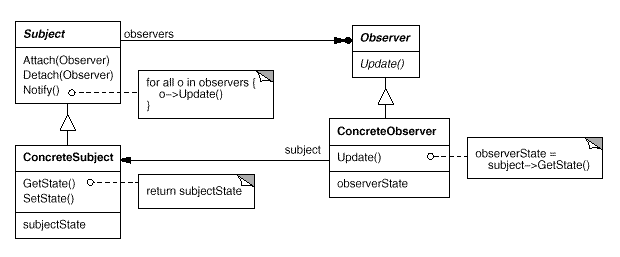 Subject
observers
Observer
Attach(Observer)
Detach(Observer)
Notify()
for all o in observers {
o->Update()
}
Update()
ConcreteSubject
GetState()
SetState()
subjectState
return subjectState
subject
ConcreteObserver
Update()
observerState
observerState =
subject->GetState()